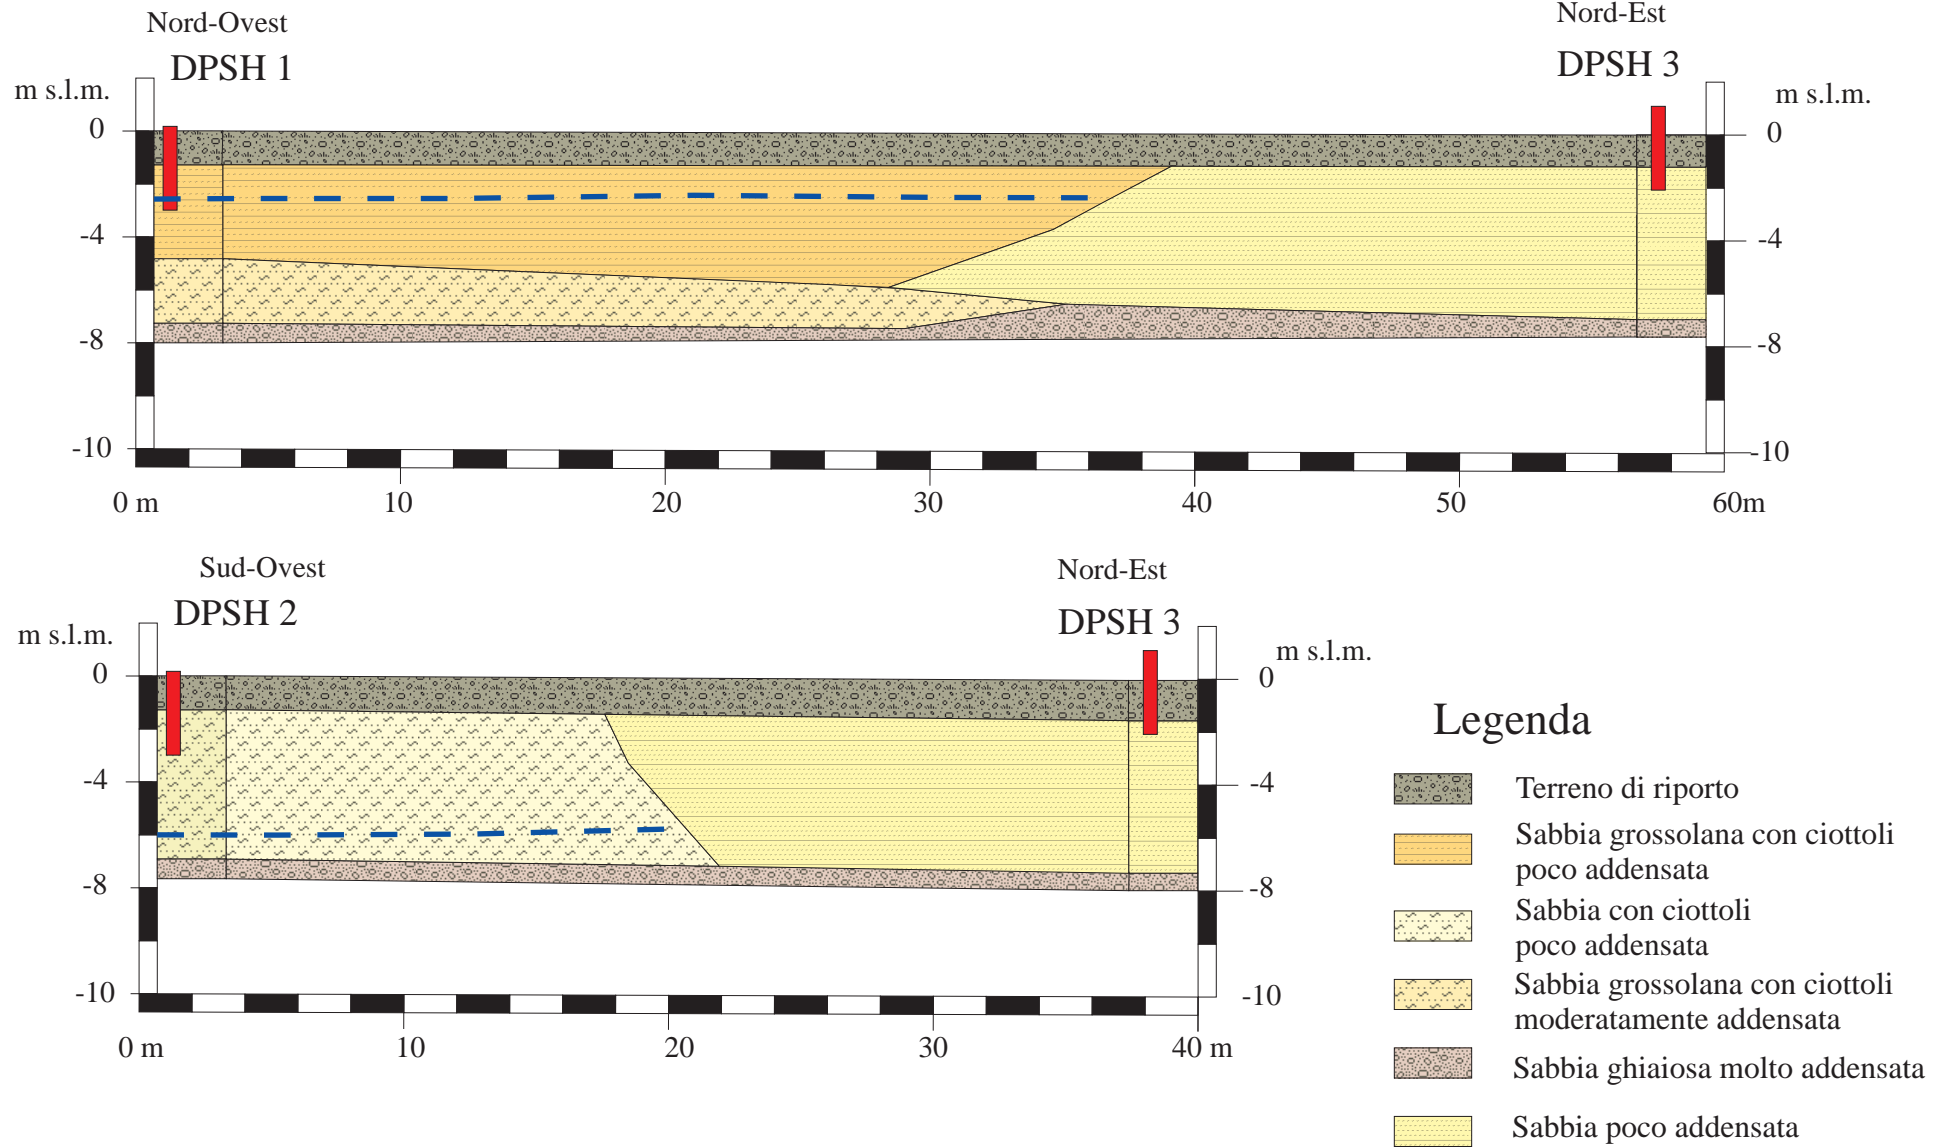 Nord-Ovest
DPSH 1
Nord-Est
DPSH 3
m s.l.m.
m s.l.m.
0
0
-4
-4
-8
-8
-10
-10
0 m
10
20
30
40
50
60m
Sud-Ovest
DPSH 2
Nord-Est
DPSH 3
m s.l.m.
m s.l.m.
0
0
-4
-4
-8
-8
-10
-10
0 m
10
20
30
40 m
Legenda
Terreno di riporto
Sabbia grossolana con ciottoli
poco addensata
Sabbia con ciottoli
poco addensata
Sabbia grossolana con ciottoli
moderatamente addensata
Sabbia ghiaiosa molto addensata
Sabbia poco addensata